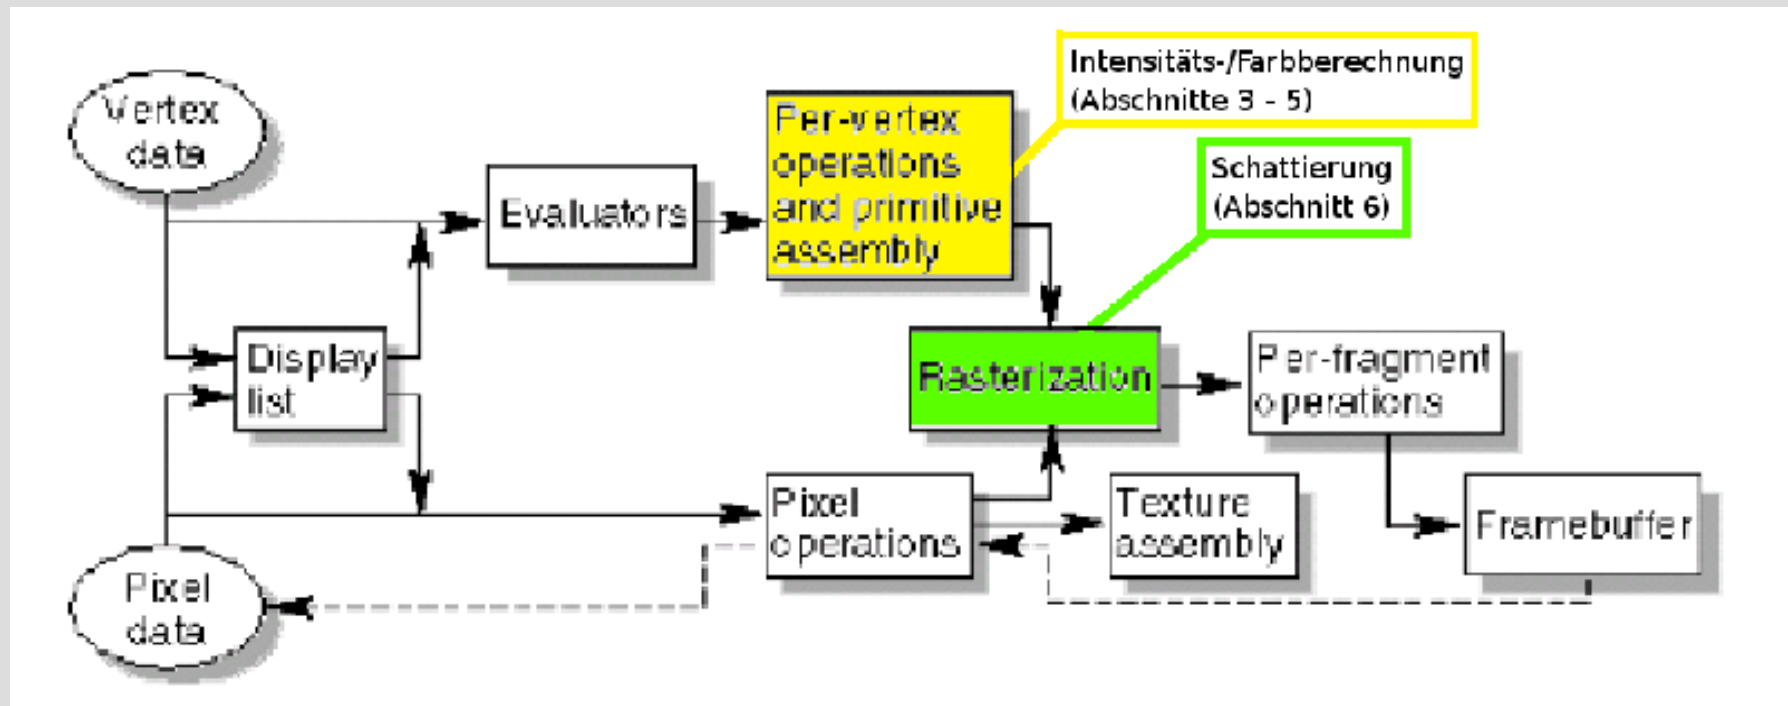 Intensitäts-/Farbberechnung
(Abschnitte 3 - 5)
Vertex
data
Per-vertex
operations
and primitive
assembly
Schattierung
(Abschnitt 6)
Evaluators
Display
list
Rasterization
Per-fragment
operations
Pixel
operations
Texture
assembly
Framebuffer
Pixel
data